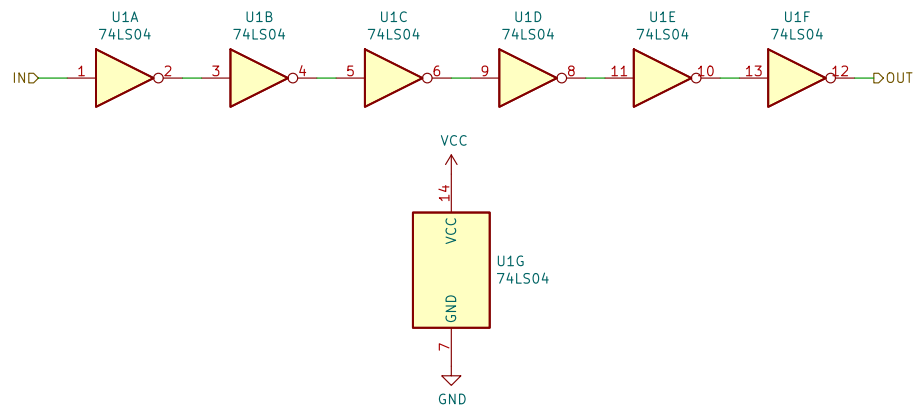 U1A U1B U1C U1D U1E U1F
74LS04 74LS04 74LS04 74LS04 74LS04 74LS04
IN 1 2 3 4 5 6 9 8 11 10 13 12 OUT
VCC
14
VCC
U1G
74LS04
GND
7
GND